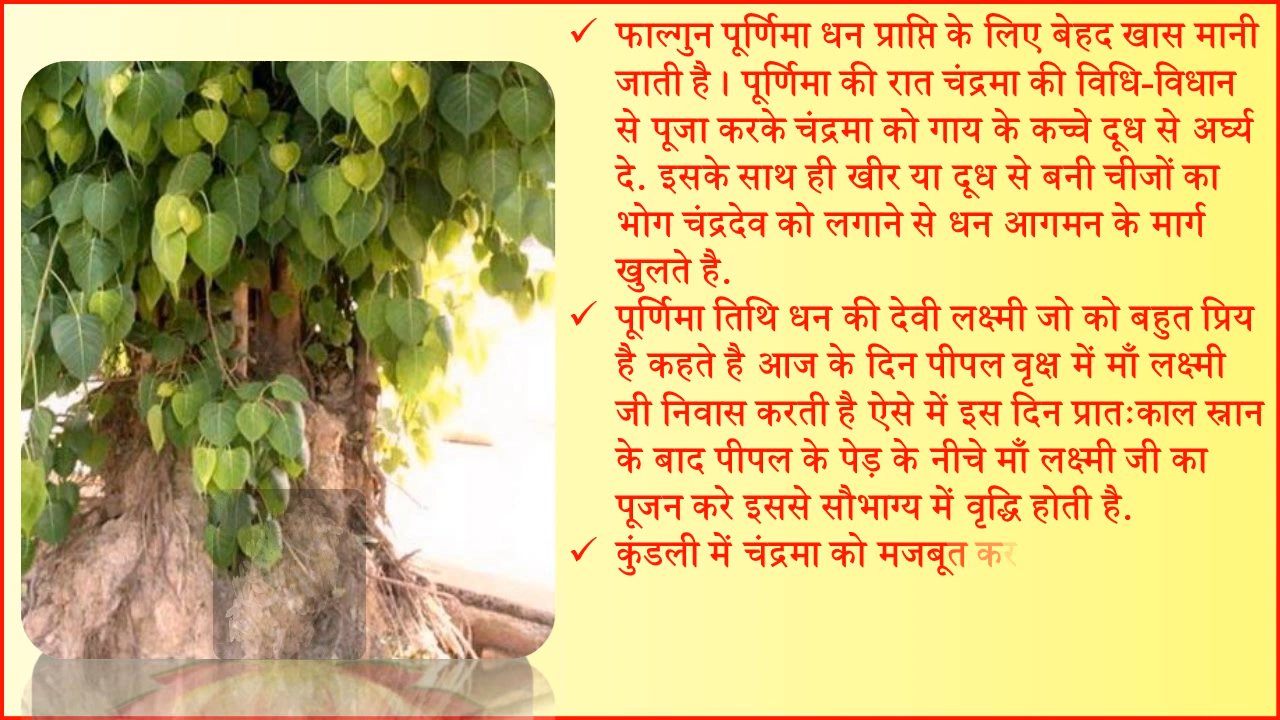 ✓ फाल्गुन पूर्णिमा धन प्राप्ति के लिए बेहद खास मानी
जाती है। पूर्णिमा की रात चंद्रमा की विधि-विधान
से पूजा करके चंद्रमा को गाय के कच्चे दूध से अर्घ्य
दे. इसके साथ ही खीर या दूध से बनी चीजों का
भोग चंद्रदेव को लगाने से धन आगमन के मार्ग
खुलते है.
✓ पूर्णिमा तिथि धन की देवी लक्ष्मी जो को बहुत प्रिय
है कहते है आज के दिन पीपल वृक्ष में माँ लक्ष्मी
जी निवास करती है ऐसे में इस दिन प्रातःकाल स्नान
के बाद पीपल के पेड़ के नीचे माँ लक्ष्मी जी का
पूजन करे इससे सौभाग्य में वृद्धि होती है.
✓ कुंडली में चंद्रमा को मजबूत कर